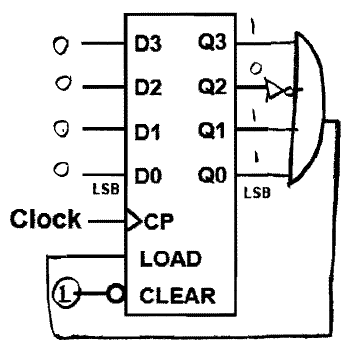 0 D3 Q3 1
0 D2 Q2 0
0 D1 Q1 1
0 D0 Q0 1
LSB LSB
Clock CP
LOAD
1 CLEAR